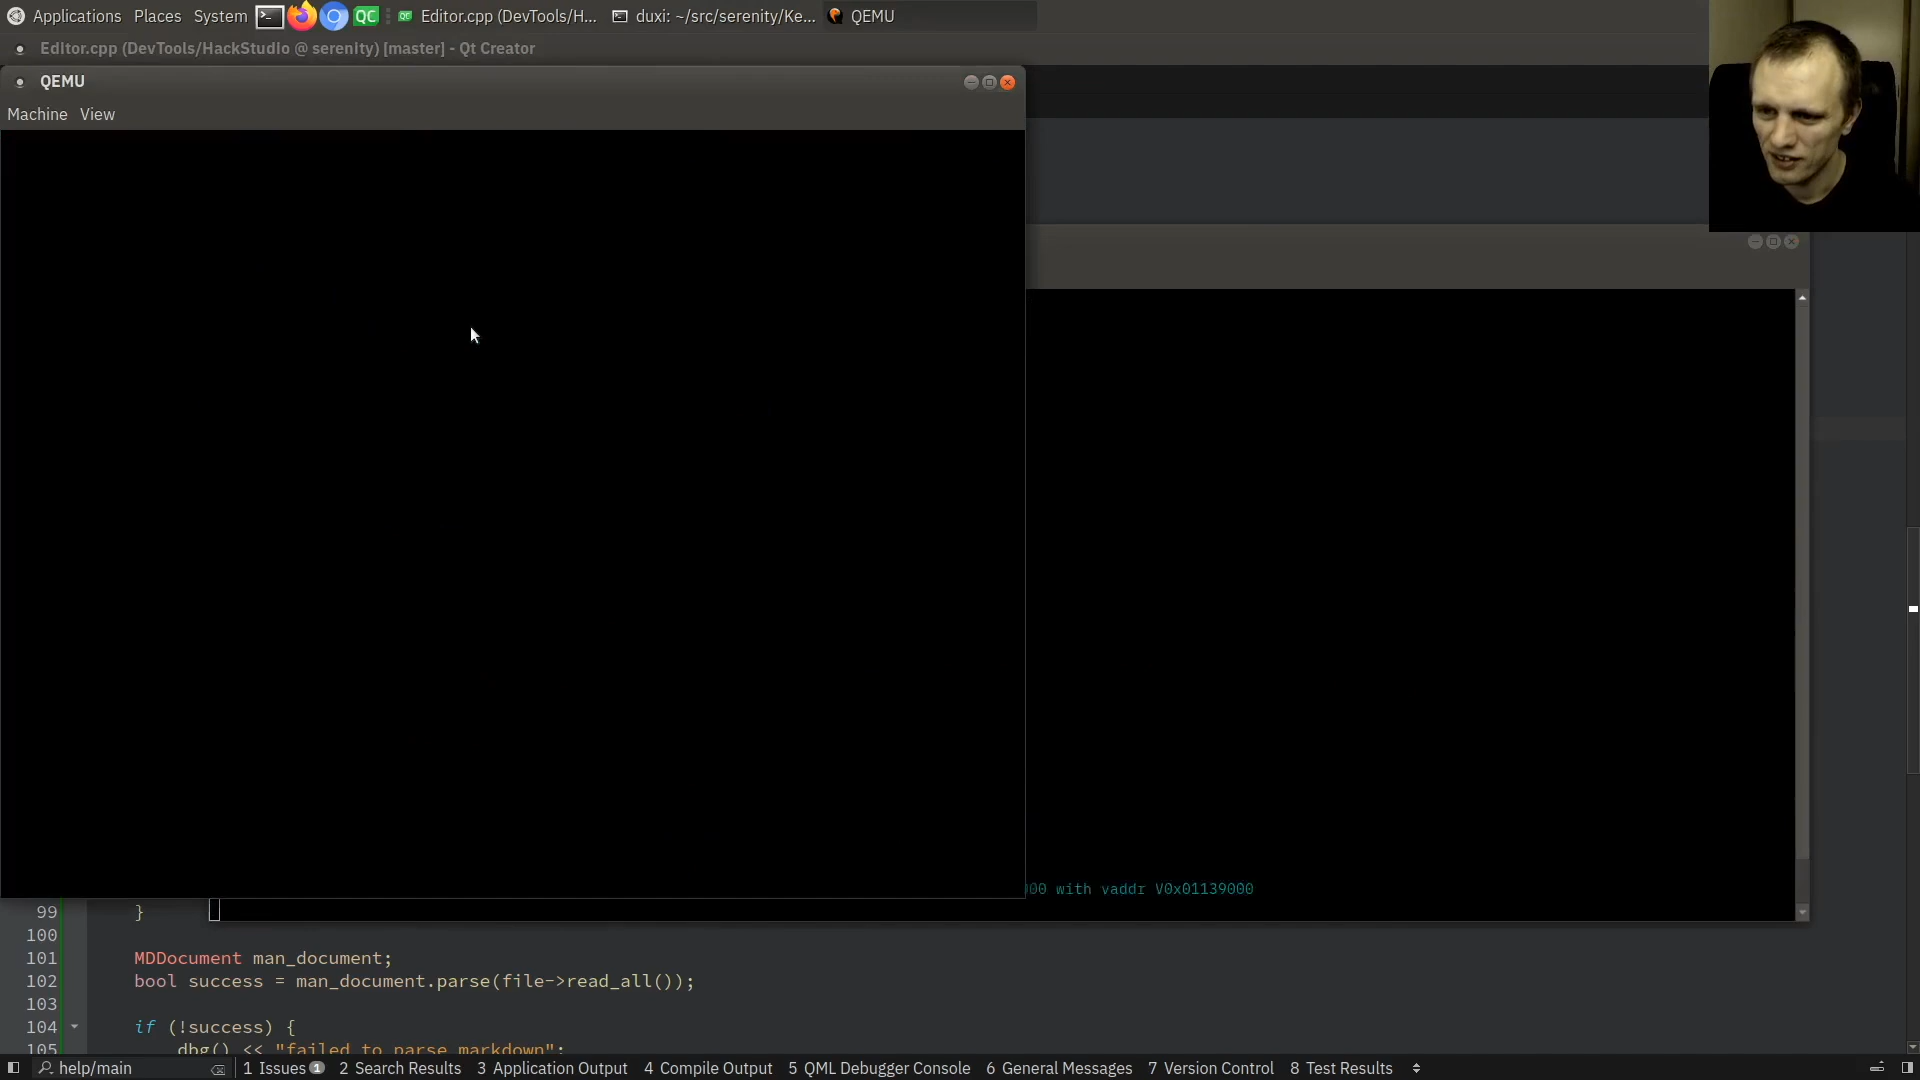 Applications Places System QC QC Editor.cpp (DevTools/H... duxi: ~/src/serenity/Ke... QEMU
Editor.cpp (DevTools/HackStudio @ serenity) [master] - Qt Creator
QEMU
Machine View
000 with vaddr V0x01139000
99 }
100
101 MDDocument man_document;
102 bool success = man_document.parse(file->read_all());
103
104 if (!success) {
105 dbg() << "failed to parse markdown";
help/main 1 Issues 1 2 Search Results 3 Application Output 4 Compile Output 5 QML Debugger Console 6 General Messages 7 Version Control 8 Test Results